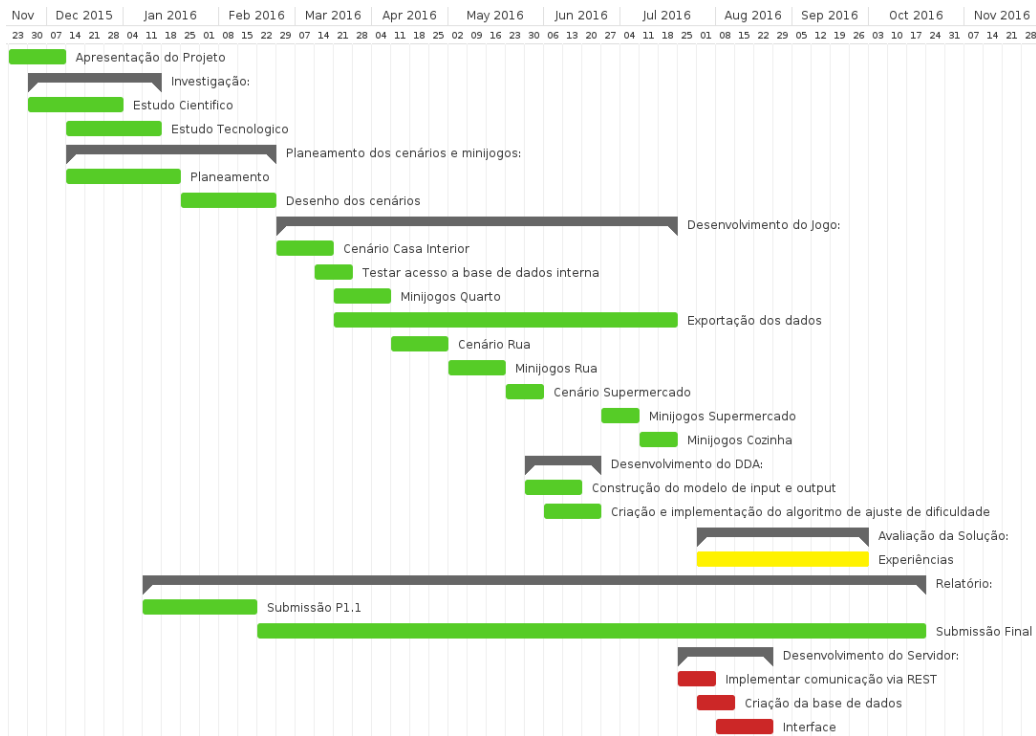 Nov Dec 2015 Jan 2016 Feb 2016 Mar 2016 Apr 2016 May 2016 Jun 2016 Jul 2016 Aug 2016 Sep 2016 Oct 2016 Nov 2016
23 30 07 14 21 28 04 11 18 25 01 08 15 22 29 07 14 21 28 04 11 18 25 02 09 16 23 30 06 13 20 27 04 11 18 25 01 08 15 22 29 05 12 19 26 03 10 17 24 31 07 14 21 28
Apresentação do Projeto
Investigação:
Estudo Cientifico
Estudo Tecnologico
Planeamento dos cenários e minijogos:
Planeamento
Desenho dos cenários
Desenvolvimento do Jogo:
Cenário Casa Interior
Testar acesso a base de dados interna
Minijogos Quarto
Exportação dos dados
Cenário Rua
Minijogos Rua
Cenário Supermercado
Minijogos Supermercado
Minijogos Cozinha
Desenvolvimento do DDA:
Construção do modelo de input e output
Criação e implementação do algoritmo de ajuste de dificuldade
Avaliação da Solução:
Experiências
Relatório:
Submissão P1.1
Submissão Final
Desenvolvimento do Servidor:
Implementar comunicação via REST
Criação da base de dados
Interface